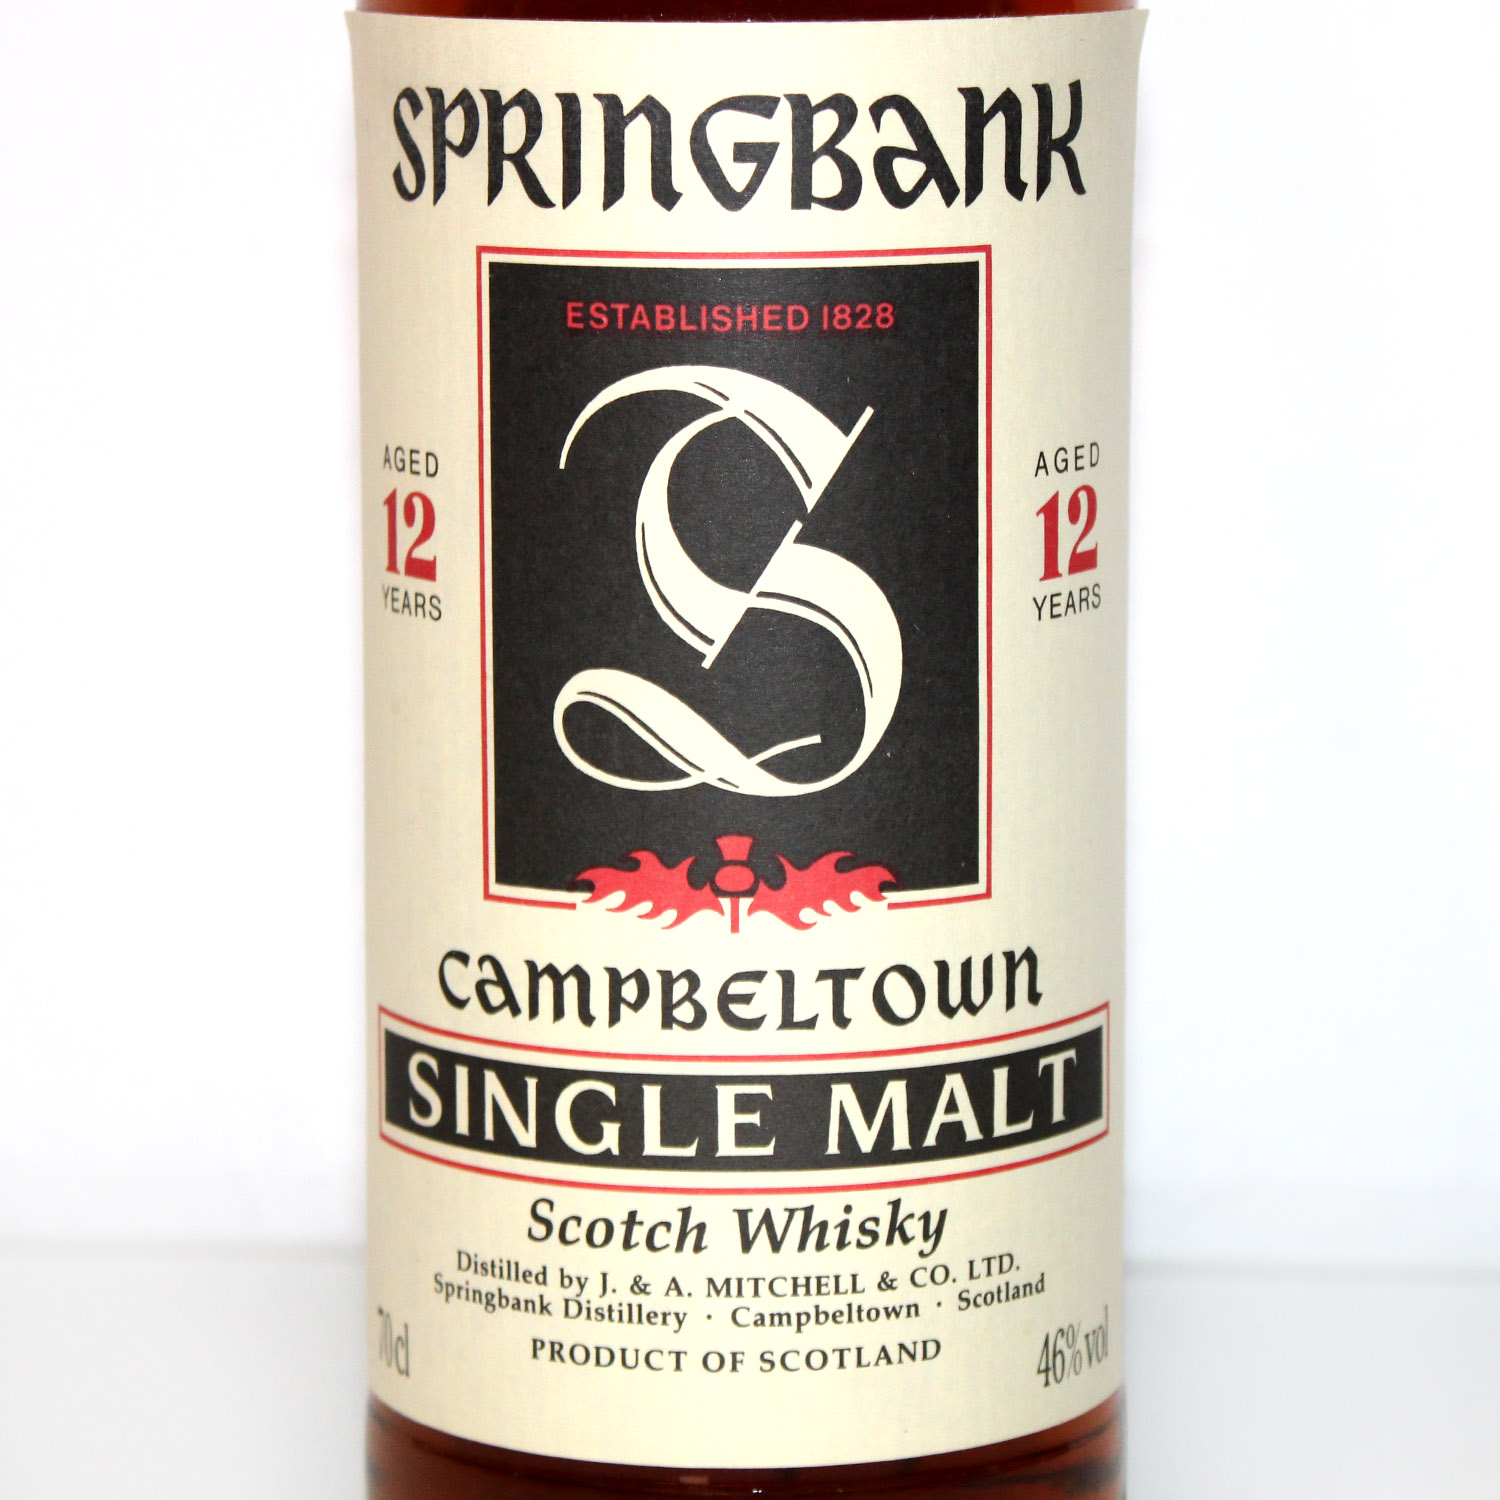 SPRINGBANK
ESTABLISHED 1828
S
AGED
12
YEARS
AGED
12
YEARS
CAMPBELTOWN
SINGLE MALT
Scotch Whisky
Distilled by J. & A. MITCHELL & CO. LTD.
Springbank Distillery · Campbeltown · Scotland
PRODUCT OF SCOTLAND
70cl
46% vol